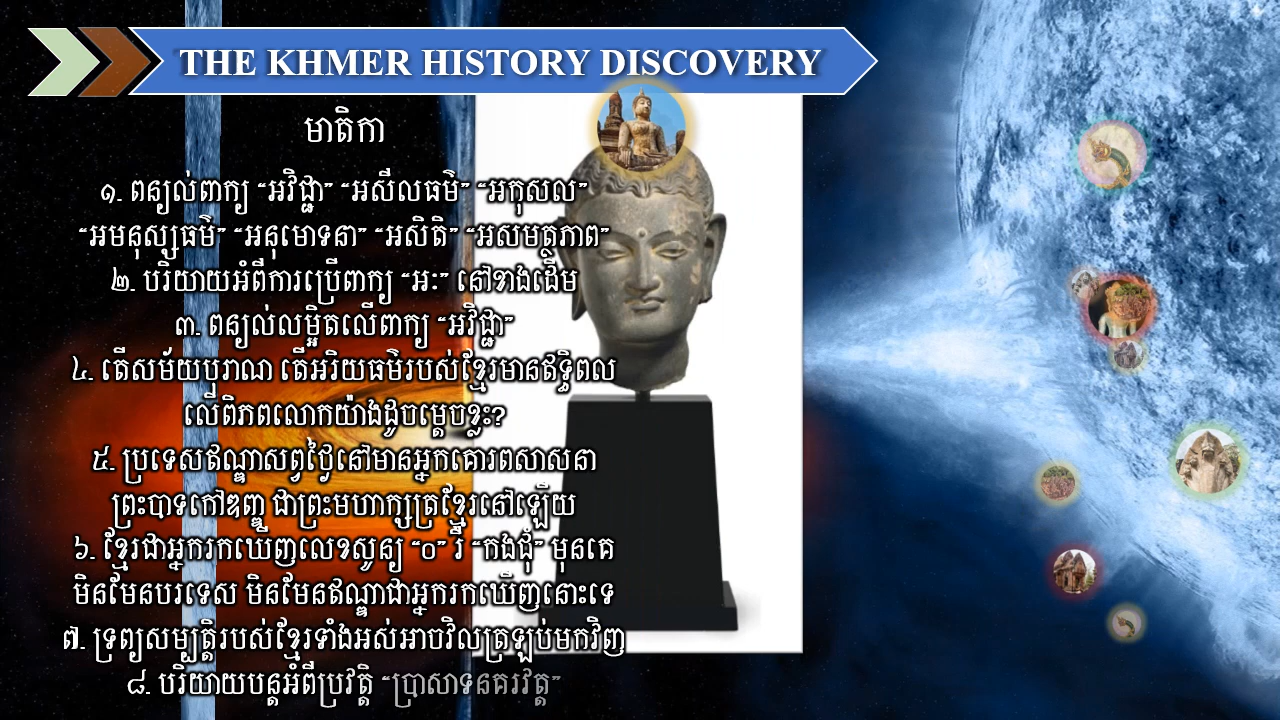 THE KHMER HISTORY DISCOVERY
មាតិកា
១. ពន្យល់ពាក្យ “អវិជ្ជា” “អសីលធម៌” “អកុសល”
“អមនុស្សធម៌” “អនុមោទនា” “អសិតិ” “អសមត្ថភាព”
២. បរិយាយអំពីការប្រើពាក្យ “អៈ” នៅខាងដើម
៣. ពន្យល់លម្អិតលើពាក្យ “អវិជ្ជា”
៤. តើសម័យបុរាណ តើអរិយធម៌របស់ខ្មែរមានឥទ្ធិពល
លើពិភពលោកយ៉ាងដូចម្ដេចខ្លះ?
៥. ប្រទេសឥណ្ឌាសព្វថ្ងៃនៅមានអ្នកគោរពសាសនា
ព្រះបាទកៅឌញ្ញ ជាព្រះមហាក្សត្រខ្មែរនៅឡើយ
៦. ខ្មែរជាអ្នករកឃើញលេខសូន្យ “០” រឺ “កងជុំ” មុនគេ
មិនមែនបរទេស មិនមែនឥណ្ឌាជាអ្នករកឃើញនោះទេ
៧. ទ្រព្យសម្បត្តិរបស់ខ្មែរទាំងអស់អាចវិលត្រឡប់មកវិញ
៨. បរិយាយបន្តអំពីប្រវត្តិ “ប្រាសាទនគរវត្ត”